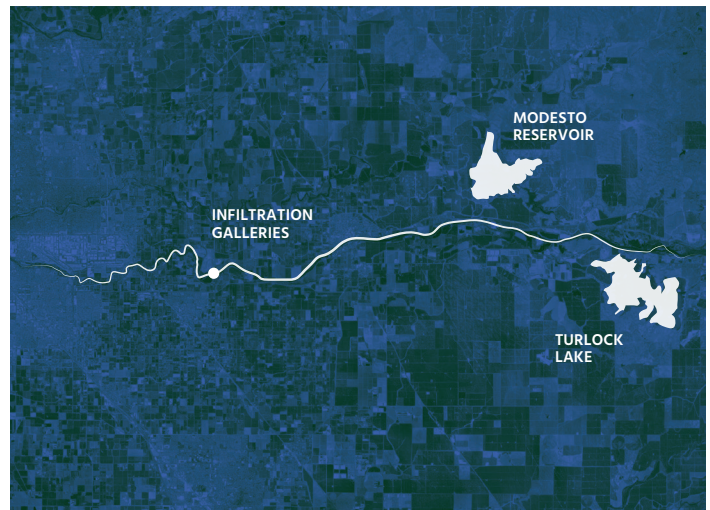 MODESTO
RESERVOIR
INFILTRATION
GALLERIES
TURLOCK
LAKE